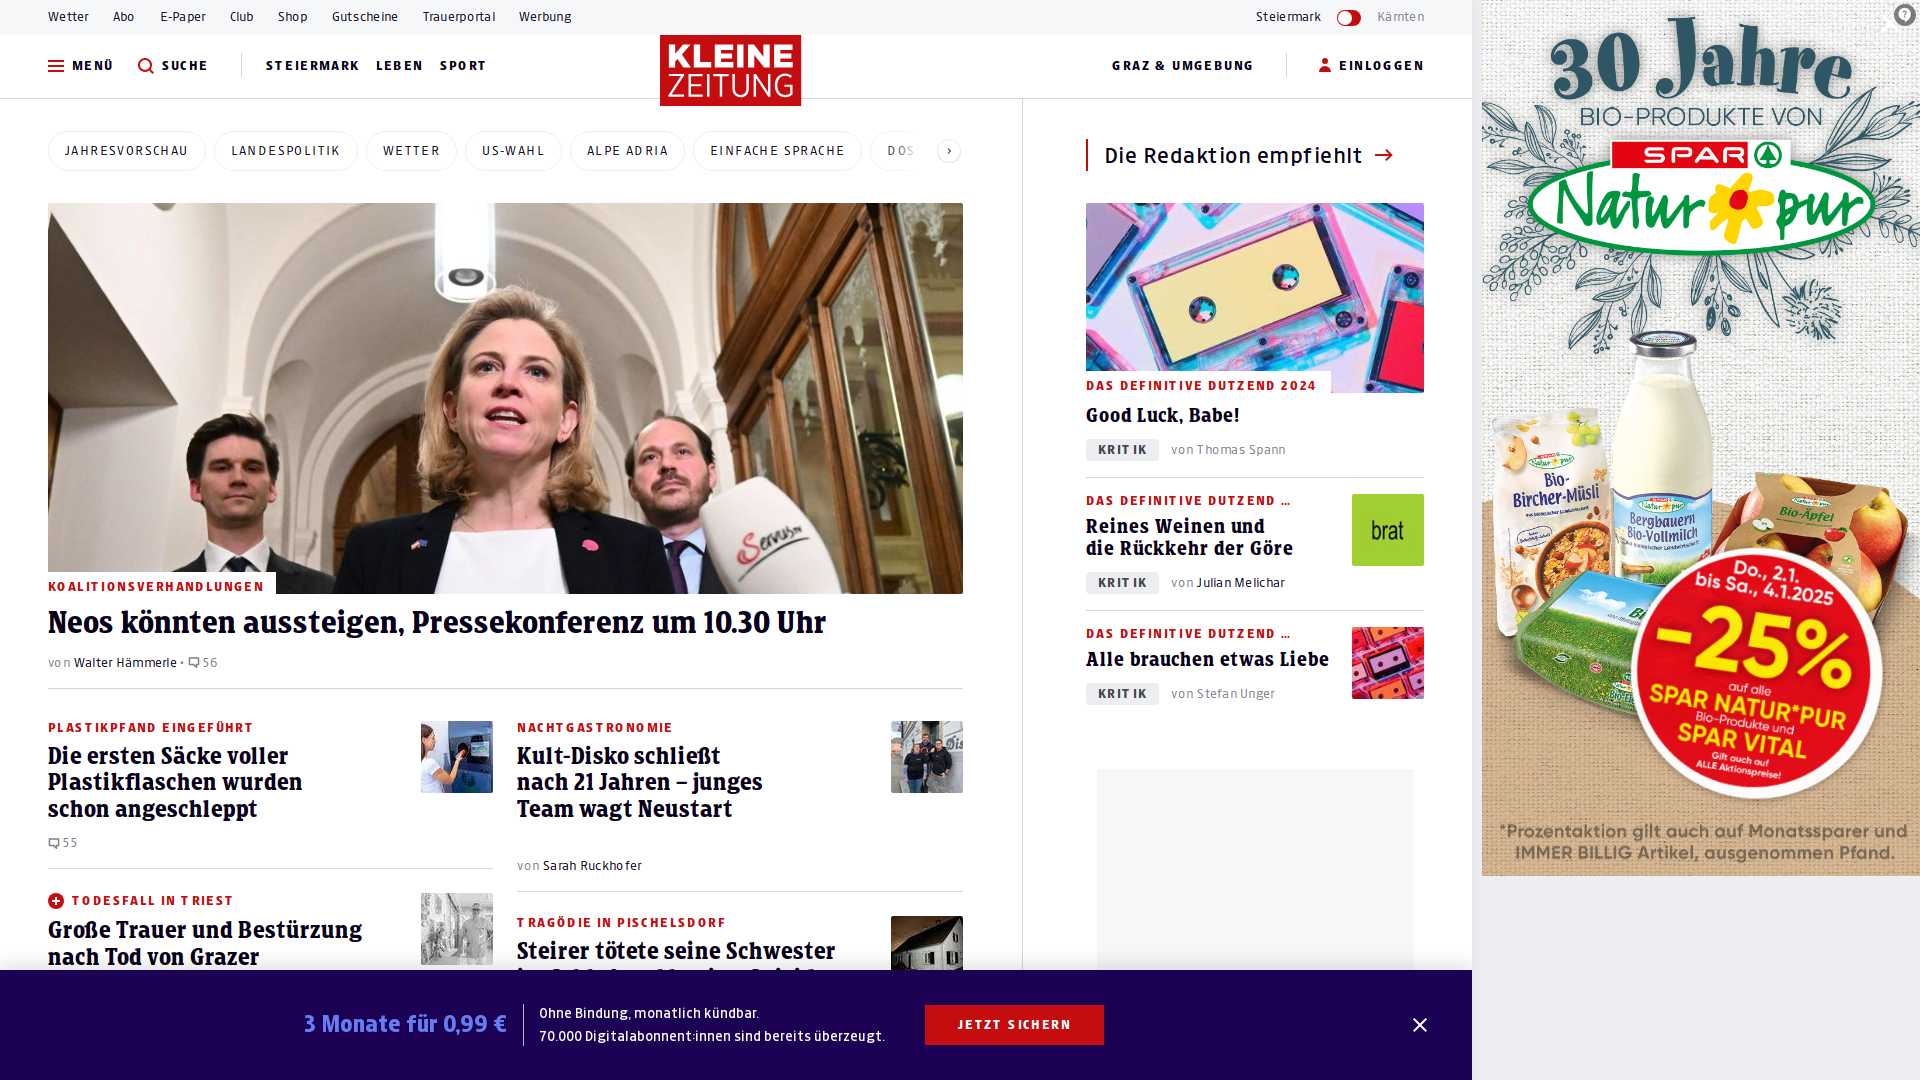 Wetter Abo E-Paper Club Shop Gutscheine Trauerportal Werbung
Steiermark Kärnten
MENÜ SUCHE STEIERMARK LEBEN SPORT
KLEINE
ZEITUNG
GRAZ & UMGEBUNG EINLOGGEN
JAHRESVORSCHAU LANDESPOLITIK WETTER US-WAHL ALPE ADRIA EINFACHE SPRACHE DOS
Servus
KOALITIONSVERHANDLUNGEN
Neos könnten aussteigen, Pressekonferenz um 10.30 Uhr
von Walter Hämmerle • 56
PLASTIKPFAND EINGEFÜHRT
Die ersten Säcke voller
Plastikflaschen wurden
schon angeschleppt
55
NACHTGASTRONOMIE
Kult-Disko schließt
nach 21 Jahren – junges
Team wagt Neustart
von Sarah Ruckhofer
TODESFALL IN TRIEST
Große Trauer und Bestürzung
nach Tod von Grazer
TRAGÖDIE IN PISCHELSDORF
Steirer tötete seine Schwester
Die Redaktion empfiehlt
DAS DEFINITIVE DUTZEND 2024
Good Luck, Babe!
KRITIK von Thomas Spann
DAS DEFINITIVE DUTZEND ...
Reines Weinen und
die Rückkehr der Göre
brat
KRITIK von Julian Melichar
DAS DEFINITIVE DUTZEND ...
Alle brauchen etwas Liebe
KRITIK von Stefan Unger
3 Monate für 0,99 €
Ohne Bindung, monatlich kündbar.
70.000 Digitalabonnent:innen sind bereits überzeugt.
JETZT SICHERN
30 Jahre
BIO-PRODUKTE VON
SPAR
Natur pur
Bio-
Bircher-Müsli
Bergbauern
Bio-Vollmilch
Bio-Äpfel
Do., 2.1.
bis Sa., 4.1.2025
-25%
auf alle
SPAR NATUR*PUR
Bio-Produkte und
SPAR VITAL
Gilt auch auf
ALLE Aktionspreise!
*Prozentaktion gilt auch auf Monatssparer und
IMMER BILLIG Artikel, ausgenommen Pfand.